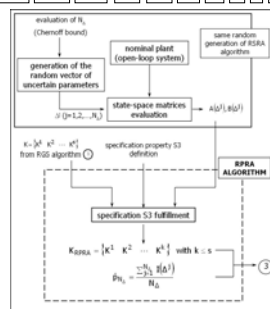 evaluation of N_Δ
(Chernoff bound)
nominal plant
(open-loop system)
same random
generation of RSRA
algorithm
generation of the
random vector of
uncertain parameters
Δ^j (j=1,2,...,N_Δ)
state-space matrices
evaluation
A(Δ^j),B(Δ^j)
K={K^1 K^2 ⋯ K^s}
from RGS algorithm 1
specification property S3
definition
RPRA
ALGORITHM
specification S3 fulfillment
K_RPRA = {K^1 K^2 ⋯ K^k} with k ≤ s
3